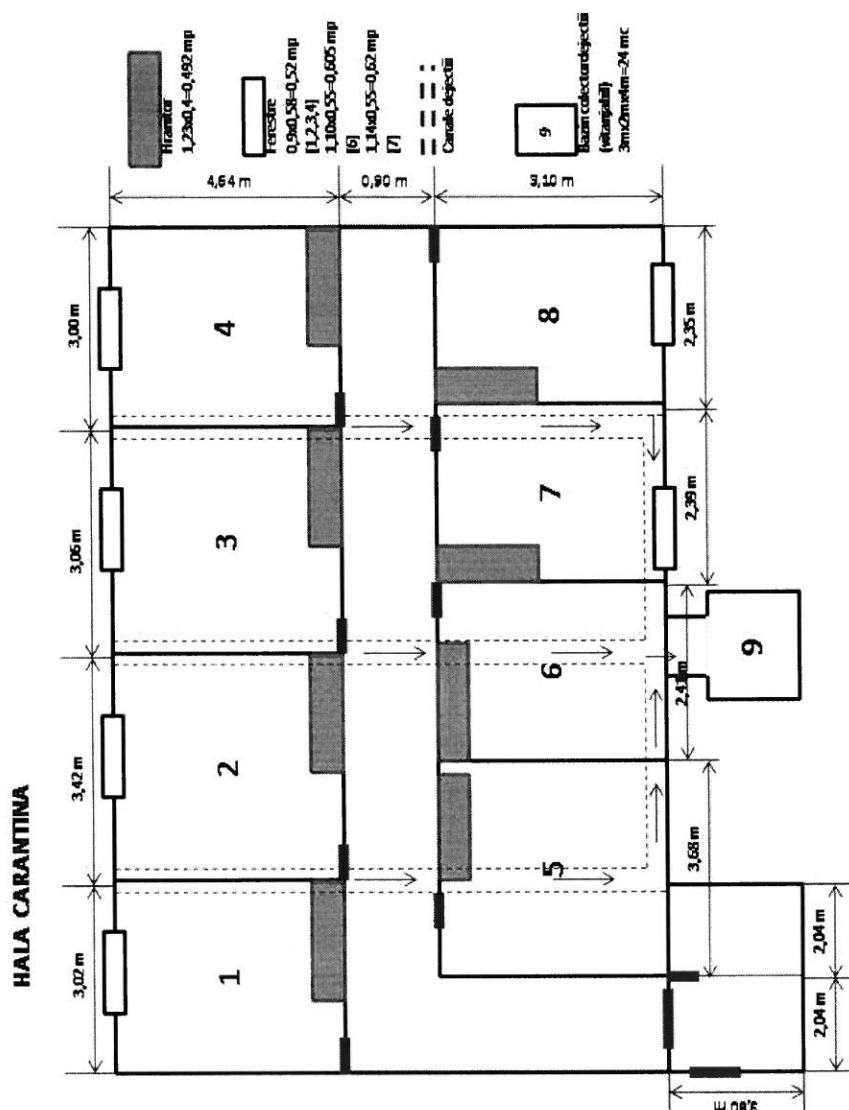 HALA CARANTINA
3,02 m
3,42 m
3,06 m
3,00 m
1
2
3
4
5
6
7
8
9
4,64 m
0,90 m
3,10 m
3,68 m
2,41 m
2,39 m
2,35 m
2,04 m
2,04 m
3,80 m
Hranitor
1,23x0,4=0,492 mp
Ferestre
0,9x0,58=0,52 mp
[1,2,3,4]
1,10x0,55=0,605 mp
[6]
1,14x0,55=0,62 mp
[7]
Canale dejectii
9
Bazin colector dejectii
(vitanjabil)
3mx2mx4m=24 mc